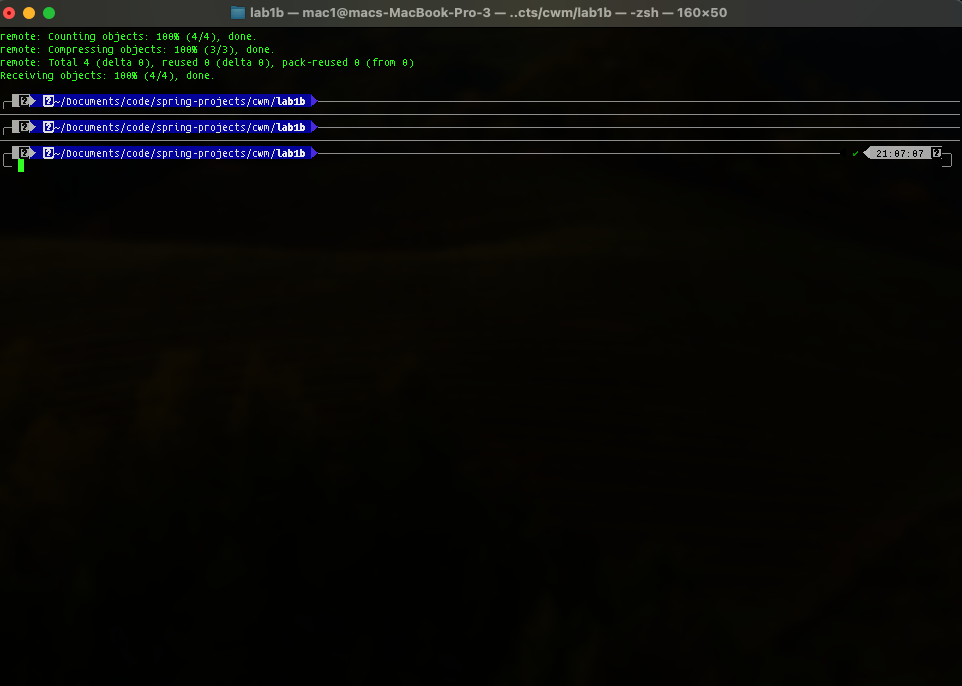 lab1b — mac1@macs-MacBook-Pro-3 — ..cts/cwm/lab1b — -zsh — 160×50
remote: Counting objects: 100% (4/4), done.
remote: Compressing objects: 100% (3/3), done.
remote: Total 4 (delta 0), reused 0 (delta 0), pack-reused 0 (from 0)
Receiving objects: 100% (4/4), done.
? ? ~/Documents/code/spring-projects/cwm/lab1b
? ? ~/Documents/code/spring-projects/cwm/lab1b
? ? ~/Documents/code/spring-projects/cwm/lab1b ✔ 21:07:07 ?